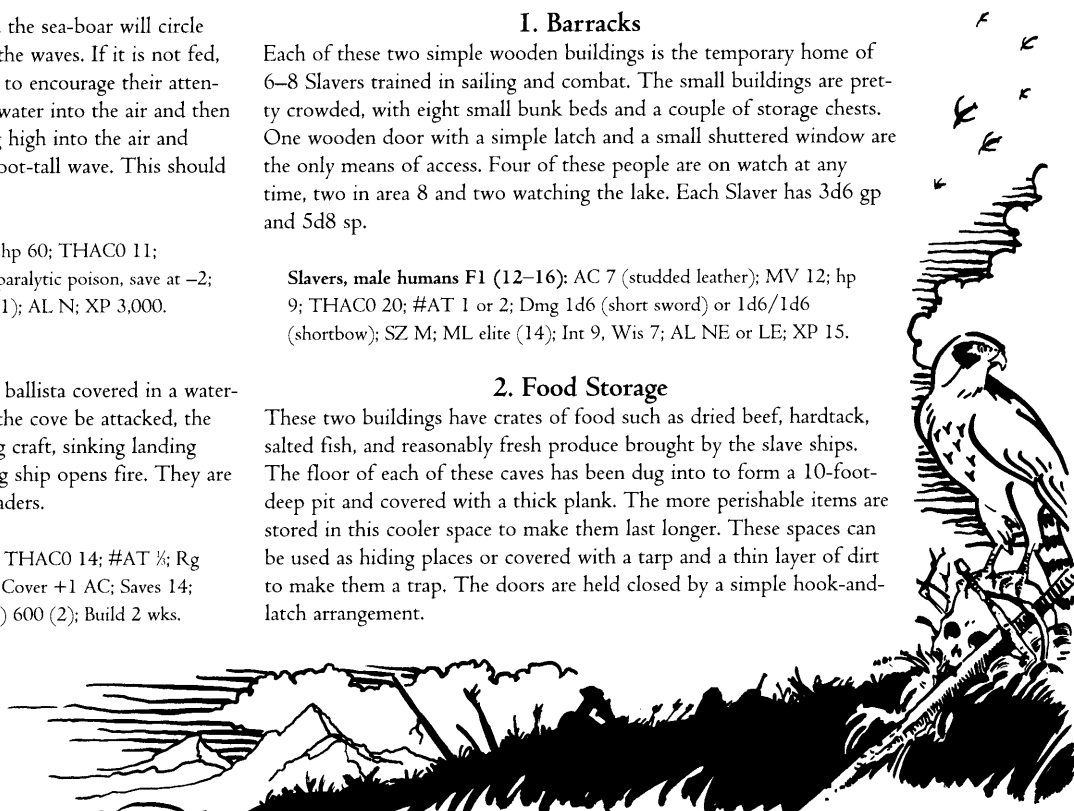 , the sea-boar will circle
the waves. If it is not fed,
to encourage their atten-
water into the air and then
high into the air and
oot-tall wave. This should
hp 60; THAC0 11;
paralytic poison, save at –2;
1); AL N; XP 3,000.
ballista covered in a water-
the cove be attacked, the
g craft, sinking landing
g ship opens fire. They are
aders.
THAC0 14; #AT ½; Rg
Cover +1 AC; Saves 14;
) 600 (2); Build 2 wks.
1. Barracks
Each of these two simple wooden buildings is the temporary home of
6–8 Slavers trained in sailing and combat. The small buildings are pret-
ty crowded, with eight small bunk beds and a couple of storage chests.
One wooden door with a simple latch and a small shuttered window are
the only means of access. Four of these people are on watch at any
time, two in area 8 and two watching the lake. Each Slaver has 3d6 gp
and 5d8 sp.
Slavers, male humans F1 (12–16): AC 7 (studded leather); MV 12; hp
9; THAC0 20; #AT 1 or 2; Dmg 1d6 (short sword) or 1d6/1d6
(shortbow); SZ M; ML elite (14); Int 9, Wis 7; AL NE or LE; XP 15.
2. Food Storage
These two buildings have crates of food such as dried beef, hardtack,
salted fish, and reasonably fresh produce brought by the slave ships.
The floor of each of these caves has been dug into to form a 10-foot-
deep pit and covered with a thick plank. The more perishable items are
stored in this cooler space to make them last longer. These spaces can
be used as hiding places or covered with a tarp and a thin layer of dirt
to make them a trap. The doors are held closed by a simple hook-and-
latch arrangement.